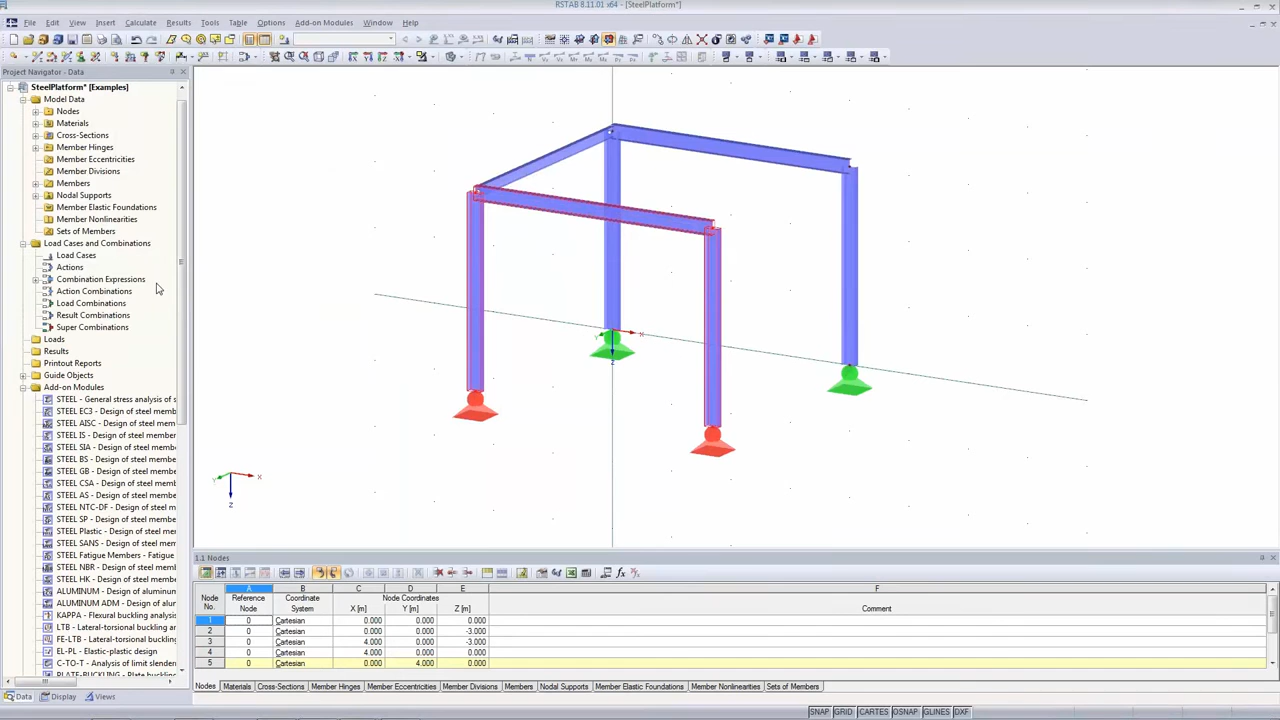 RSTAB 8.11.01 x64 - [SteelPlatform*]
File Edit View Insert Calculate Results Tools Table Options Add-on Modules Window Help
Project Navigator - Data
SteelPlatform* [Examples]
Model Data
Nodes
Materials
Cross-Sections
Member Hinges
Member Eccentricities
Member Divisions
Members
Nodal Supports
Member Elastic Foundations
Member Nonlinearities
Sets of Members
Load Cases and Combinations
Load Cases
Actions
Combination Expressions
Action Combinations
Load Combinations
Result Combinations
Super Combinations
Loads
Results
Printout Reports
Guide Objects
Add-on Modules
STEEL - General stress analysis of s
STEEL EC3 - Design of steel membe
STEEL AISC - Design of steel mem
STEEL IS - Design of steel member
STEEL SIA - Design of steel membe
STEEL BS - Design of steel membe
STEEL GB - Design of steel membe
STEEL CSA - Design of steel memb
STEEL AS - Design of steel membe
STEEL NTC-DF - Design of steel m
STEEL SP - Design of steel membe
STEEL Plastic - Design of steel me
STEEL SANS - Design of steel mem
STEEL Fatigue Members - Fatigue
STEEL NBR - Design of steel mem
STEEL HK - Design of steel membe
ALUMINUM - Design of aluminum
ALUMINUM ADM - Design of alum
KAPPA - Flexural buckling analysis
LTB - Lateral-torsional buckling
FE-LTB - Lateral-torsional buckling
EL-PL - Elastic-plastic design
C-TO-T - Analysis of limit slendern
PLATE-BUCKLING - Plate buckl
Data Display Views
X
Y
Z
X
Y
Z
1.1 Nodes
A B C D E F
Node No. Reference Node Coordinate System Node Coordinates X [m] Y [m] Z [m] Comment
1 0 Cartesian 0.000 0.000 0.000
2 0 Cartesian 0.000 0.000 -3.000
3 0 Cartesian 4.000 0.000 -3.000
4 0 Cartesian 4.000 0.000 0.000
5 0 Cartesian 0.000 4.000 0.000
Nodes Materials Cross-Sections Member Hinges Member Eccentricities Member Divisions Members Nodal Supports Member Elastic Foundations Member Nonlinearities Sets of Members
SNAP GRID CARTES OSNAP GLINES DXF